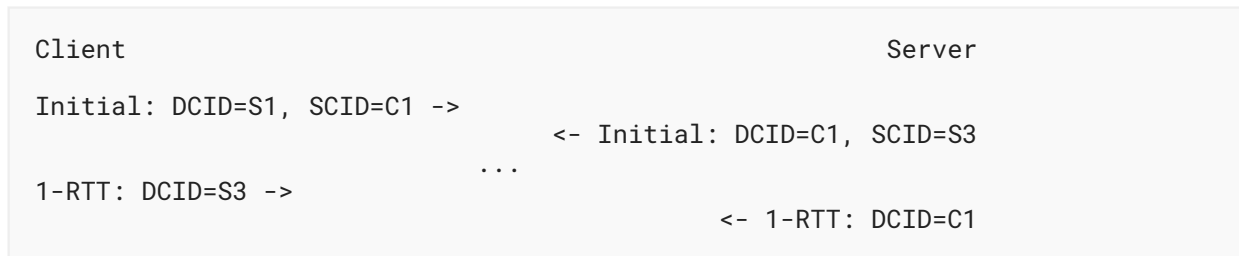 Client Server
Initial: DCID=S1, SCID=C1 ->
<- Initial: DCID=C1, SCID=S3
...
1-RTT: DCID=S3 ->
<- 1-RTT: DCID=C1